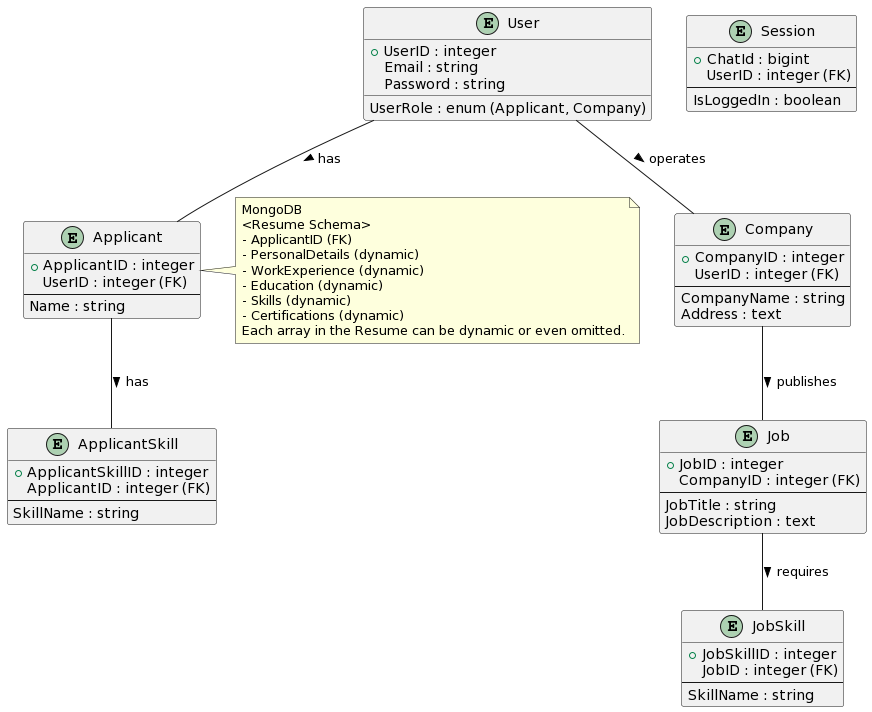 E User
+ UserID : integer
Email : string
Password : string
UserRole : enum (Applicant, Company)
E Session
ChatId : bigint
UserID : integer (FK)
IsLoggedIn : boolean
has
operates
MongoDB
<Resume Schema>
- ApplicantID (FK)
- PersonalDetails (dynamic)
- WorkExperience (dynamic)
- Education (dynamic)
- Skills (dynamic)
- Certifications (dynamic)
Each array in the Resume can be dynamic or even omitted.
E Applicant
ApplicantID : integer
UserID : integer (FK)
Name : string
E Company
CompanyID : integer
UserID : integer (FK)
CompanyName : string
Address : text
has
publishes
E ApplicantSkill
ApplicantSkillID : integer
ApplicantID : integer (FK)
SkillName : string
E Job
JobID : integer
CompanyID : integer (FK)
JobTitle : string
JobDescription : text
requires
E JobSkill
JobSkillID : integer
JobID : integer (FK)
SkillName : string